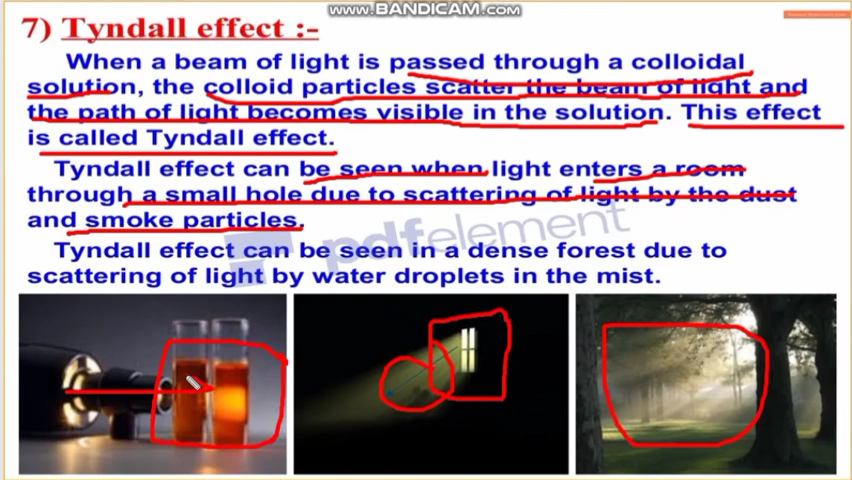 www.BANDICAM.com
7) Tyndall effect :-
When a beam of light is passed through a colloidal
solution, the colloid particles scatter the beam of light and
the path of light becomes visible in the solution. This effect
is called Tyndall effect.
Tyndall effect can be seen when light enters a room
through a small hole due to scattering of light by the dust
and smoke particles.
pdfelement
Tyndall effect can be seen in a dense forest due to
scattering of light by water droplets in the mist.